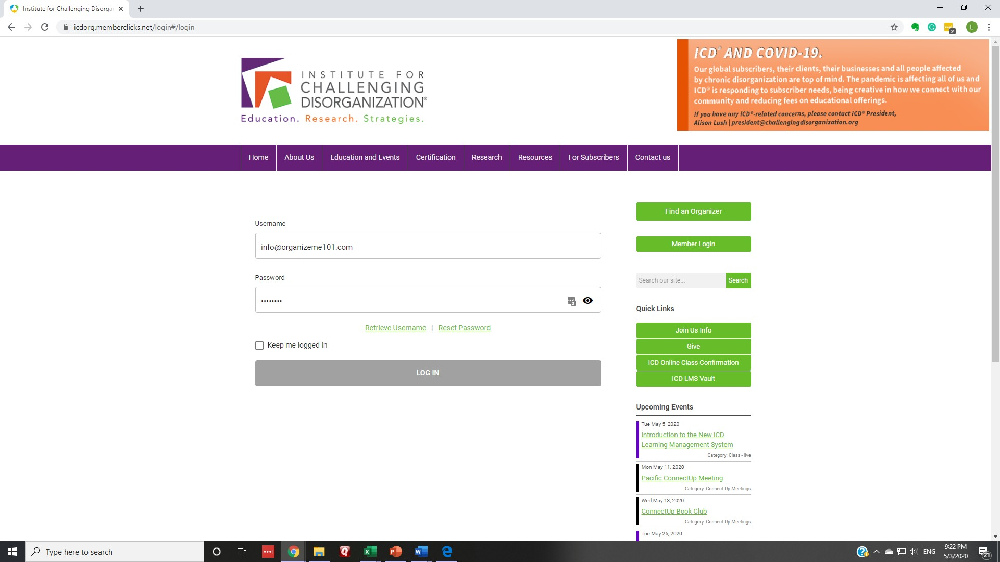 Institute for Challenging Disorga
icdorg.memberclicks.net/login#/login
2
L
ICD® AND COVID-19.
Our global subscribers, their clients, their businesses and all people affected
by chronic disorganization are top of mind. The pandemic is affecting all of us and
ICD® is responding to subscriber needs, being creative in how we connect with our
community and reducing fees on educational offerings.
If you have any ICD®-related concerns, please contact ICD® President,
Alison Lush | president@challengingdisorganization.org
INSTITUTE FOR
CHALLENGING
DISORGANIZATION®
Education. Research. Strategies.
Home About Us Education and Events Certification Research Resources For Subscribers Contact us
Username
info@organizeme101.com
Password
••••••••
2
Retrieve Username | Reset Password
Keep me logged in
LOG IN
Find an Organizer
Member Login
Search our site... Search
Quick Links
Join Us Info
Give
ICD Online Class Confirmation
ICD LMS Vault
Upcoming Events
Tue May 5, 2020
Introduction to the New ICD
Learning Management System
Category: Class - live
Mon May 11, 2020
Pacific ConnectUp Meeting
Category: Connect-Up Meetings
Wed May 13, 2020
ConnectUp Book Club
Category: Connect-Up Meetings
Tue May 26, 2020
Type here to search
ENG
9:22 PM
5/3/2020
21